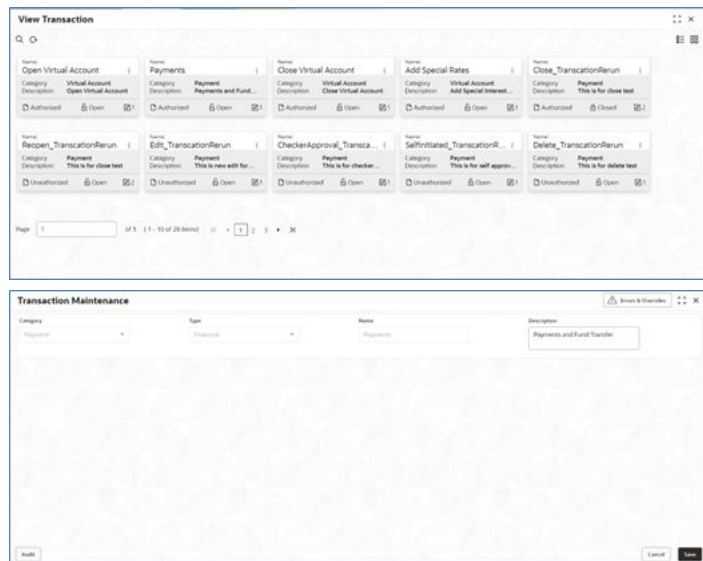 View Transaction
Name Name Name Name Name
Open Virtual Account Payments Close Virtual Account Add Special Rates Close_TranscationRerun
Category Virtual Account Category Payment Category Virtual Account Category Virtual Account Category Payment
Description Open Virtual Account Description Payments and Fund... Description Close Virtual Account Description Add Special Interest... Description This is for close test
Authorized Open 1 Authorized Open 1 Authorized Open 1 Authorized Open 1 Authorized Closed 2
Name Name Name Name Name
Reopen_TranscationRerun Edit_TranscationRerun CheckerApproval_Transca... SelfInitiated_TranscationR... Delete_TranscationRerun
Category Payment Category Payment Category Payment Category Payment Category Payment
Description This is for close test Description This is new edit for... Description This is for checker... Description This is for self approv... Description This is for delete test
Unauthorized Open 2 Unauthorized Open 1 Unauthorized Open 1 Unauthorized Open 1 Unauthorized Open 1
Page 1 of 3 (1 - 10 of 28 items) 1 2 3
Transaction Maintenance Errors & Overrides
Category Type Name Description
Payment Financial Payments Payments and Fund Transfer
Audit Cancel Save